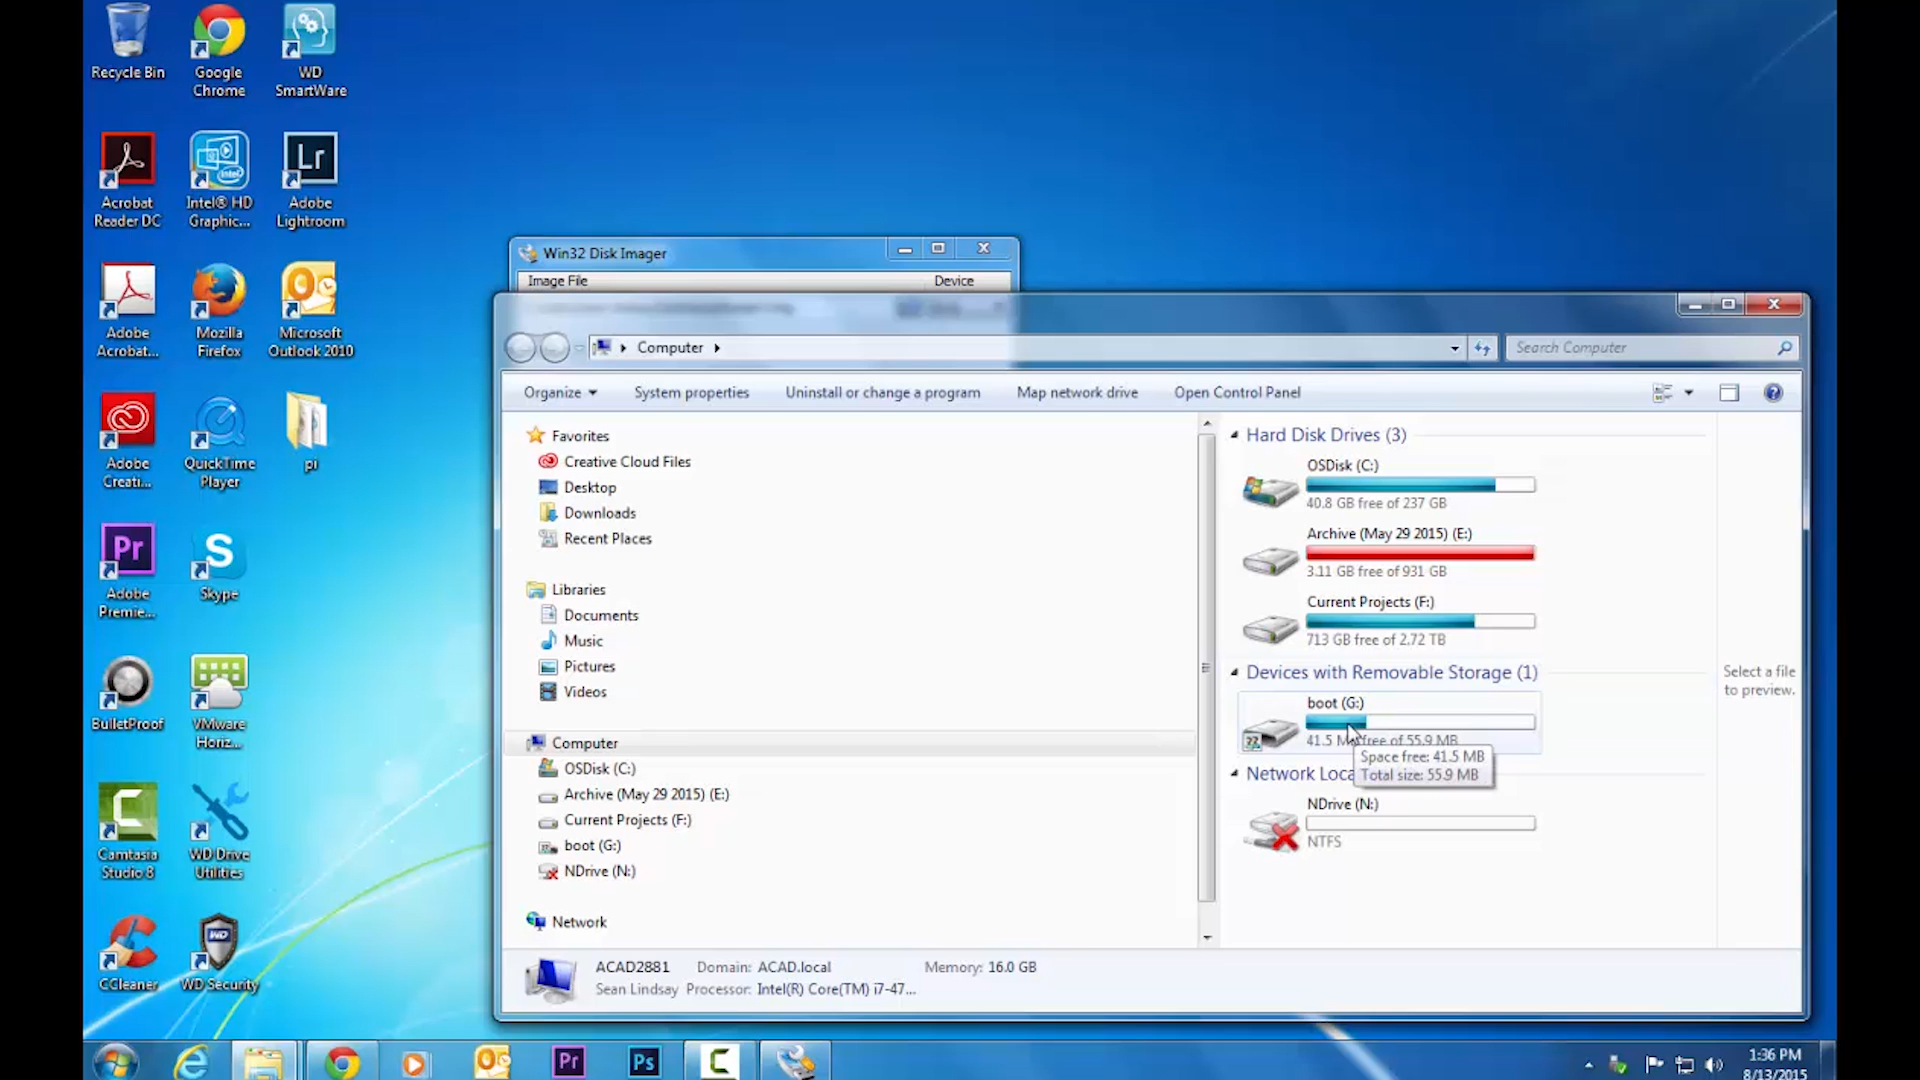 Recycle Bin
Google
Chrome
WD
SmartWare
Acrobat
Reader DC
Intel® HD
Graphic...
Adobe
Lightroom
Adobe
Acrobat...
Mozilla
Firefox
Microsoft
Outlook 2010
Adobe
Creati...
QuickTime
Player
pi
Adobe
Premie...
Skype
BulletProof
VMware
Horiz...
Camtasia
Studio 8
WD Drive
Utilities
CCleaner
WD Security
Win32 Disk Imager
Image File
Device
Computer
Search Computer
Organize
System properties
Uninstall or change a program
Map network drive
Open Control Panel
Favorites
Creative Cloud Files
Desktop
Downloads
Recent Places
Libraries
Documents
Music
Pictures
Videos
Computer
OSDisk (C:)
Archive (May 29 2015) (E:)
Current Projects (F:)
boot (G:)
NDrive (N:)
Network
Hard Disk Drives (3)
OSDisk (C:)
40.8 GB free of 237 GB
Archive (May 29 2015) (E:)
3.11 GB free of 931 GB
Current Projects (F:)
713 GB free of 2.72 TB
Devices with Removable Storage (1)
boot (G:)
41.5 M free of 55.9 MB
Space free: 41.5 MB
Total size: 55.9 MB
Network Loca
NDrive (N:)
NTFS
Select a file
to preview.
ACAD2881 Domain: ACAD.local Memory: 16.0 GB
Sean Lindsay Processor: Intel(R) Core(TM) i7-47...
1:36 PM
8/13/2015